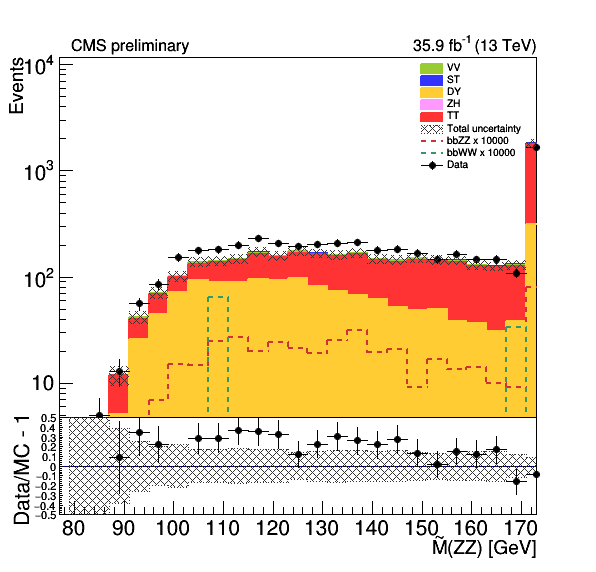 CMS preliminary
35.9 fb⁻¹ (13 TeV)
Events
10⁴
10³
10²
10
VV
ST
DY
ZH
TT
Total uncertainty
bbZZ x 10000
bbWW x 10000
Data
Data/MC - 1
0.5
0.4
0.3
0.2
0.1
0
-0.1
-0.2
-0.3
-0.4
-0.5
80 90 100 110 120 130 140 150 160 170
M̃(ZZ) [GeV]